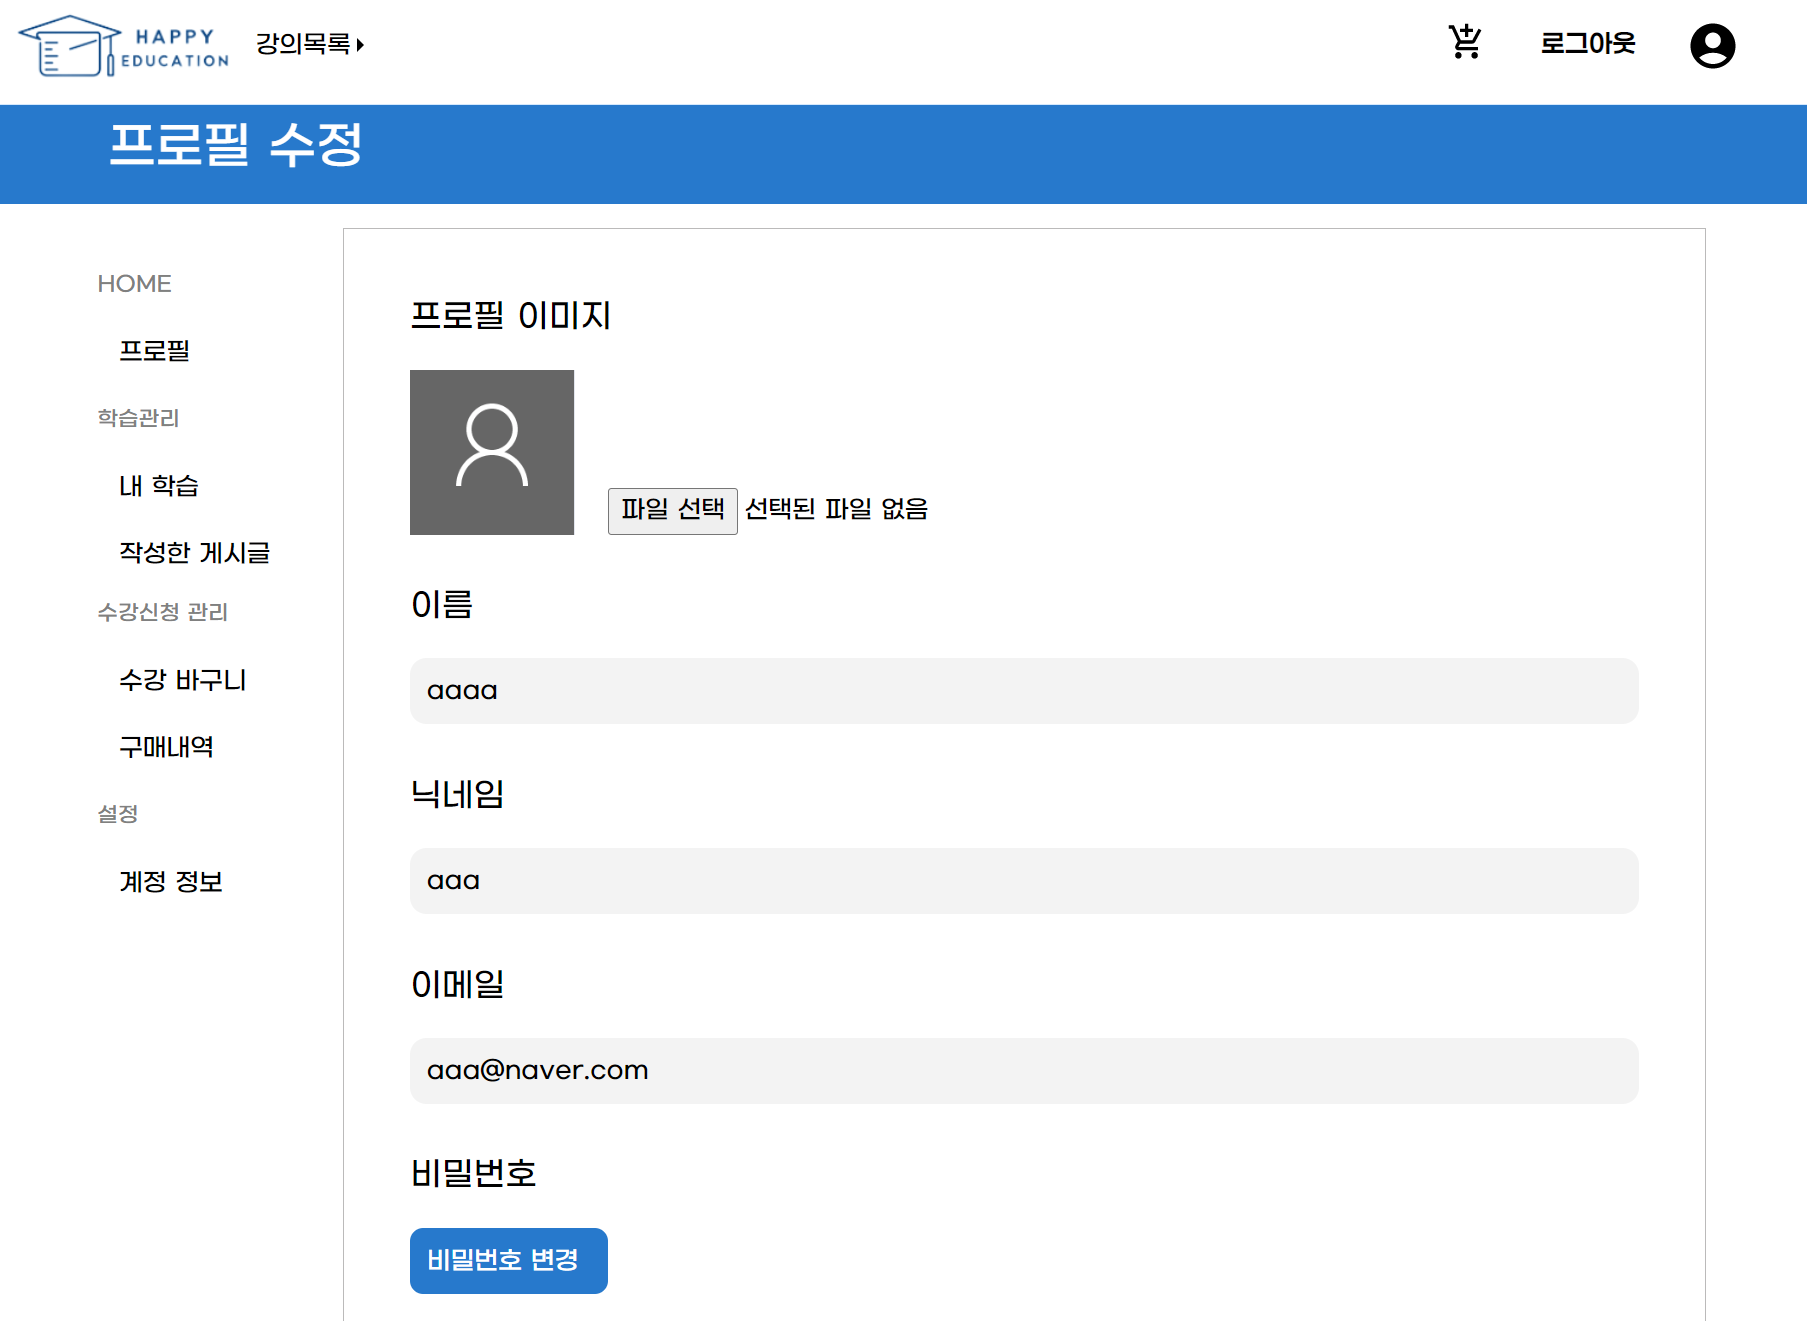 HAPPY
EDUCATION
강의목록
로그아웃
프로필 수정
HOME
프로필
학습관리
내 학습
작성한 게시글
수강신청 관리
수강 바구니
구매내역
설정
계정 정보
프로필 이미지
파일 선택 선택된 파일 없음
이름
aaaa
닉네임
aaa
이메일
aaa@naver.com
비밀번호
비밀번호 변경